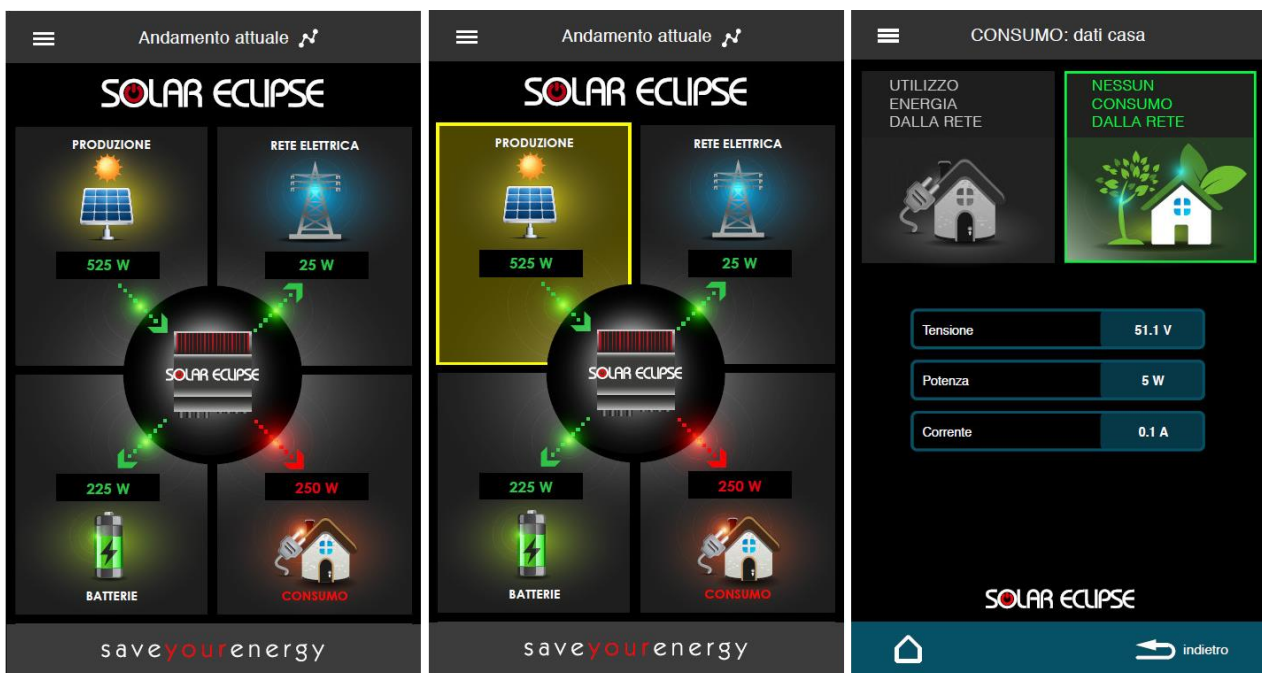 Andamento attuale
SOLAR ECLIPSE
PRODUZIONE
RETE ELETTRICA
525 W
25 W
SOLAR ECLIPSE
225 W
250 W
BATTERIE
CONSUMO
saveyourenergy
Andamento attuale
SOLAR ECLIPSE
PRODUZIONE
RETE ELETTRICA
525 W
25 W
SOLAR ECLIPSE
225 W
250 W
BATTERIE
CONSUMO
saveyourenergy
CONSUMO: dati casa
UTILIZZO
ENERGIA
DALLA RETE
NESSUN
CONSUMO
DALLA RETE
Tensione 51.1 V
Potenza 5 W
Corrente 0.1 A
SOLAR ECLIPSE
indietro